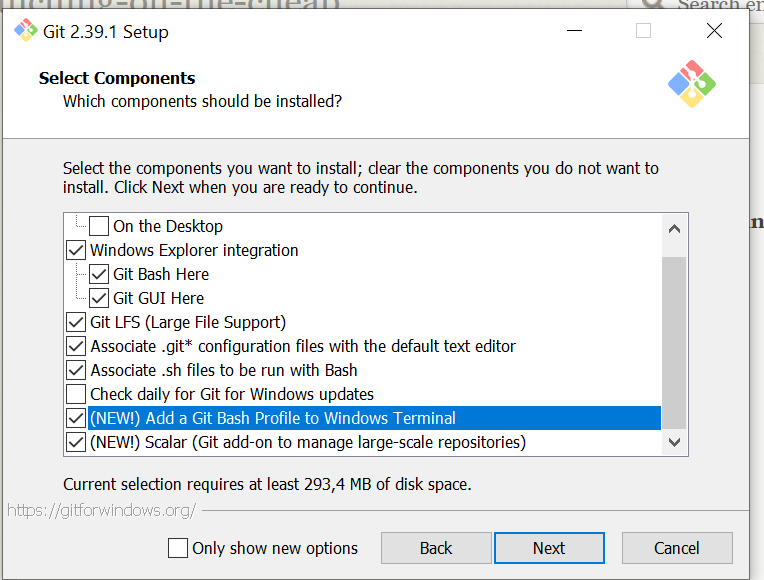 Search en
Git 2.39.1 Setup
Select Components
Which components should be installed?
Select the components you want to install; clear the components you do not want to
install. Click Next when you are ready to continue.
On the Desktop
Windows Explorer integration
Git Bash Here
Git GUI Here
Git LFS (Large File Support)
Associate .git* configuration files with the default text editor
Associate .sh files to be run with Bash
Check daily for Git for Windows updates
(NEW!) Add a Git Bash Profile to Windows Terminal
(NEW!) Scalar (Git add-on to manage large-scale repositories)
Current selection requires at least 293,4 MB of disk space.
https://gitforwindows.org/
Only show new options
Back
Next
Cancel